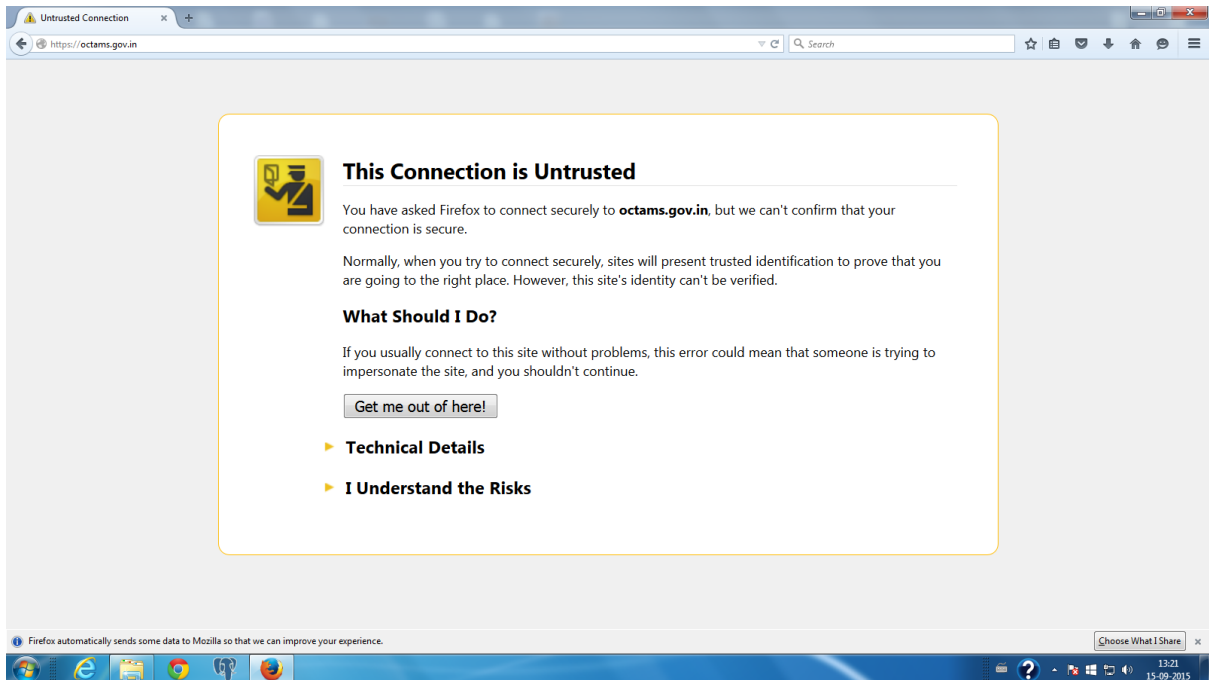 Untrusted Connection
https://octams.gov.in
Search
This Connection is Untrusted
You have asked Firefox to connect securely to octams.gov.in, but we can't confirm that your
connection is secure.
Normally, when you try to connect securely, sites will present trusted identification to prove that you
are going to the right place. However, this site's identity can't be verified.
What Should I Do?
If you usually connect to this site without problems, this error could mean that someone is trying to
impersonate the site, and you shouldn't continue.
Get me out of here!
Technical Details
I Understand the Risks
Firefox automatically sends some data to Mozilla so that we can improve your experience.
Choose What I Share
13:21
15-09-2015